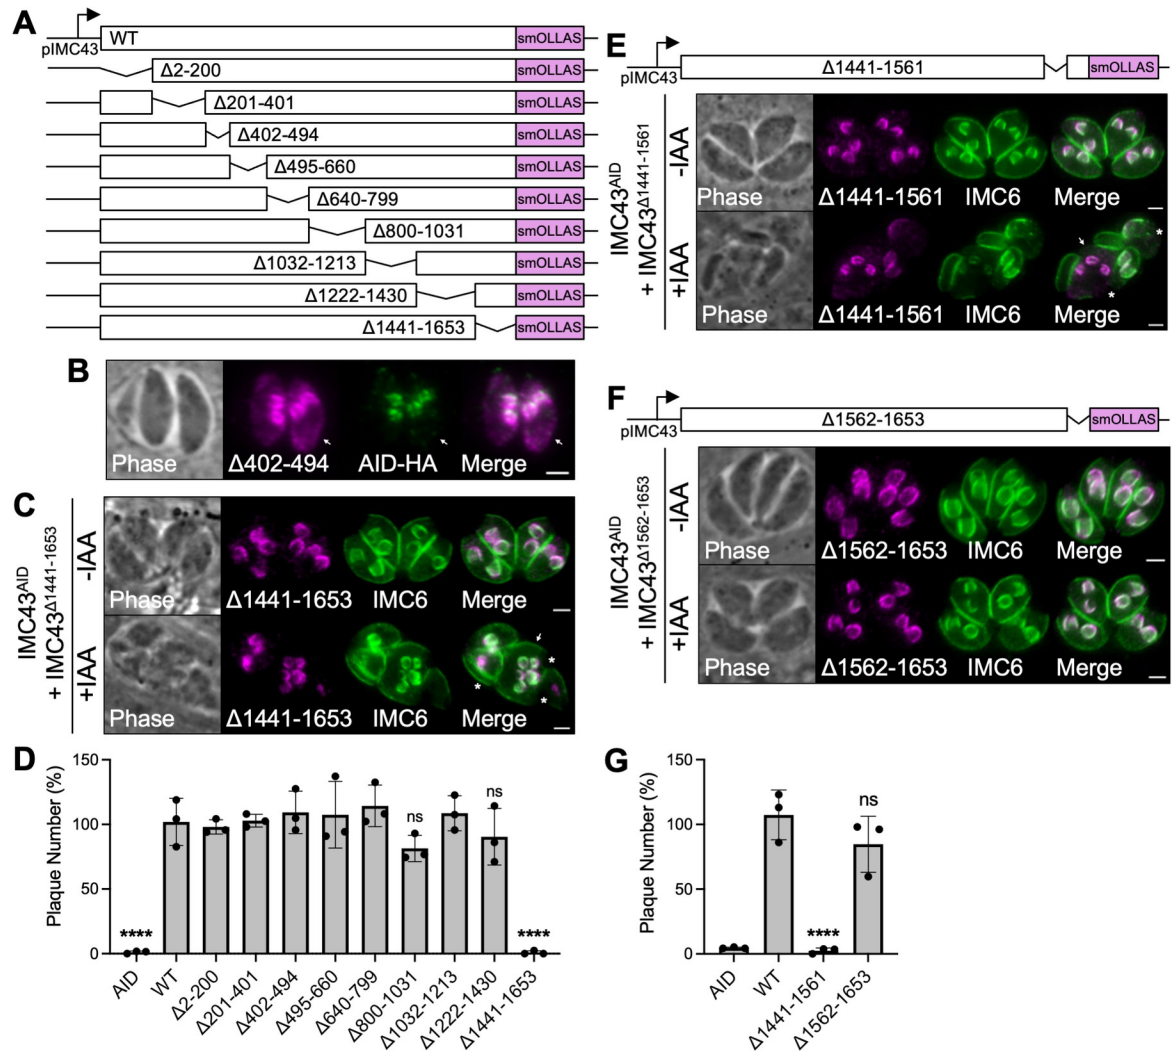 A
pIMC43
WT
smOLLAS
Δ2-200
smOLLAS
Δ201-401
smOLLAS
Δ402-494
smOLLAS
Δ495-660
smOLLAS
Δ640-799
smOLLAS
Δ800-1031
smOLLAS
Δ1032-1213
smOLLAS
Δ1222-1430
smOLLAS
Δ1441-1653
smOLLAS
B
Phase Δ402-494 AID-HA Merge
C
IMC43AID
+ IMC43Δ1441-1653
-IAA
Phase Δ1441-1653 IMC6 Merge
+IAA
* * *
Phase Δ1441-1653 IMC6 Merge
D
Plaque Number (%)
150
100
50
0
****
ns
ns
****
AID
WT
Δ2-200
Δ201-401
Δ402-494
Δ495-660
Δ640-799
Δ800-1031
Δ1032-1213
Δ1222-1430
Δ1441-1653
E
pIMC43
Δ1441-1561
smOLLAS
IMC43AID
+ IMC43Δ1441-1561
-IAA
Phase Δ1441-1561 IMC6 Merge
+IAA
* *
Phase Δ1441-1561 IMC6 Merge
F
pIMC43
Δ1562-1653
smOLLAS
IMC43AID
+ IMC43Δ1562-1653
-IAA
Phase Δ1562-1653 IMC6 Merge
+IAA
Phase Δ1562-1653 IMC6 Merge
G
Plaque Number (%)
150
100
50
0
****
ns
AID
WT
Δ1441-1561
Δ1562-1653